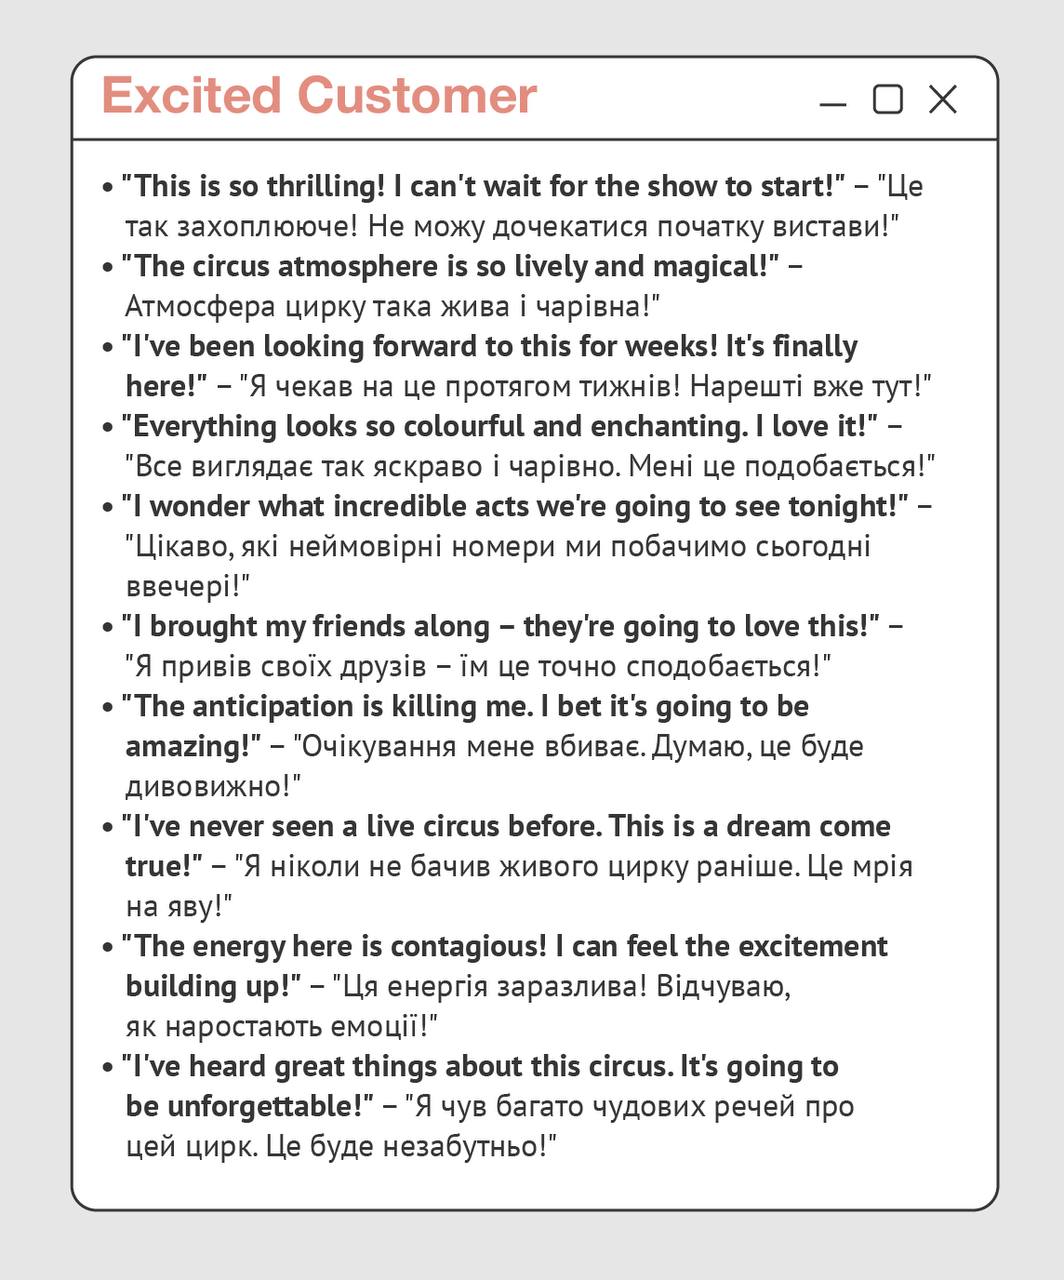 Excited Customer
• "This is so thrilling! I can't wait for the show to start!" – "Це
так захоплююче! Не можу дочекатися початку вистави!"
• "The circus atmosphere is so lively and magical!" –
Атмосфера цирку така жива і чарівна!"
• "I've been looking forward to this for weeks! It's finally
here!" – "Я чекав на це протягом тижнів! Нарешті вже тут!"
• "Everything looks so colourful and enchanting. I love it!" –
"Все виглядає так яскраво і чарівно. Мені це подобається!"
• "I wonder what incredible acts we're going to see tonight!" –
"Цікаво, які неймовірні номери ми побачимо сьогодні
ввечері!"
• "I brought my friends along – they're going to love this!" –
"Я привів своїх друзів – їм це точно сподобається!"
• "The anticipation is killing me. I bet it's going to be
amazing!" – "Очікування мене вбиває. Думаю, це буде
дивовижно!"
• "I've never seen a live circus before. This is a dream come
true!" – "Я ніколи не бачив живого цирку раніше. Це мрія
на яву!"
• "The energy here is contagious! I can feel the excitement
building up!" – "Ця енергія заразлива! Відчуваю,
як наростають емоції!"
• "I've heard great things about this circus. It's going to
be unforgettable!" – "Я чув багато чудових речей про
цей цирк. Це буде незабутньо!"